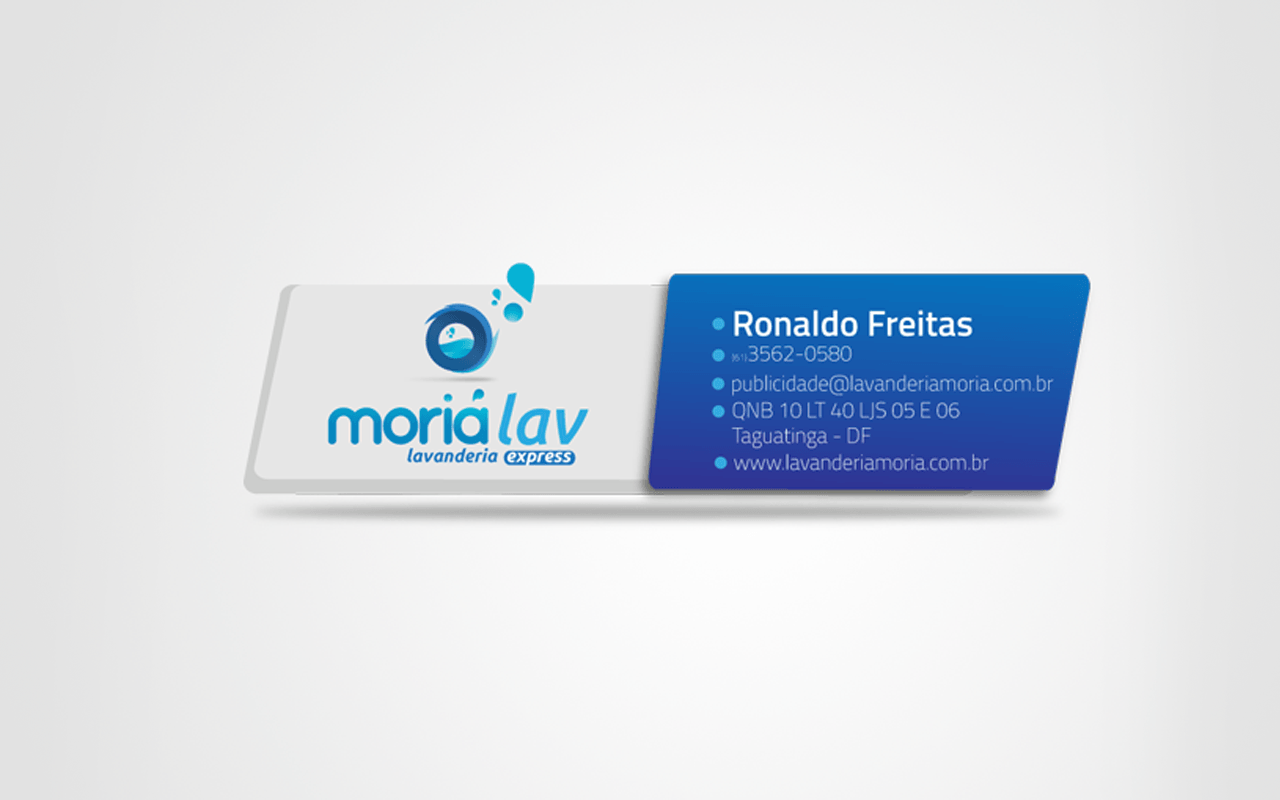 moriá lav
lavanderia express
Ronaldo Freitas
(61)3562-0580
publicidade@lavanderiamoria.com.br
QNB 10 LT 40 LJS 05 E 06
Taguatinga - DF
www.lavanderiamoria.com.br